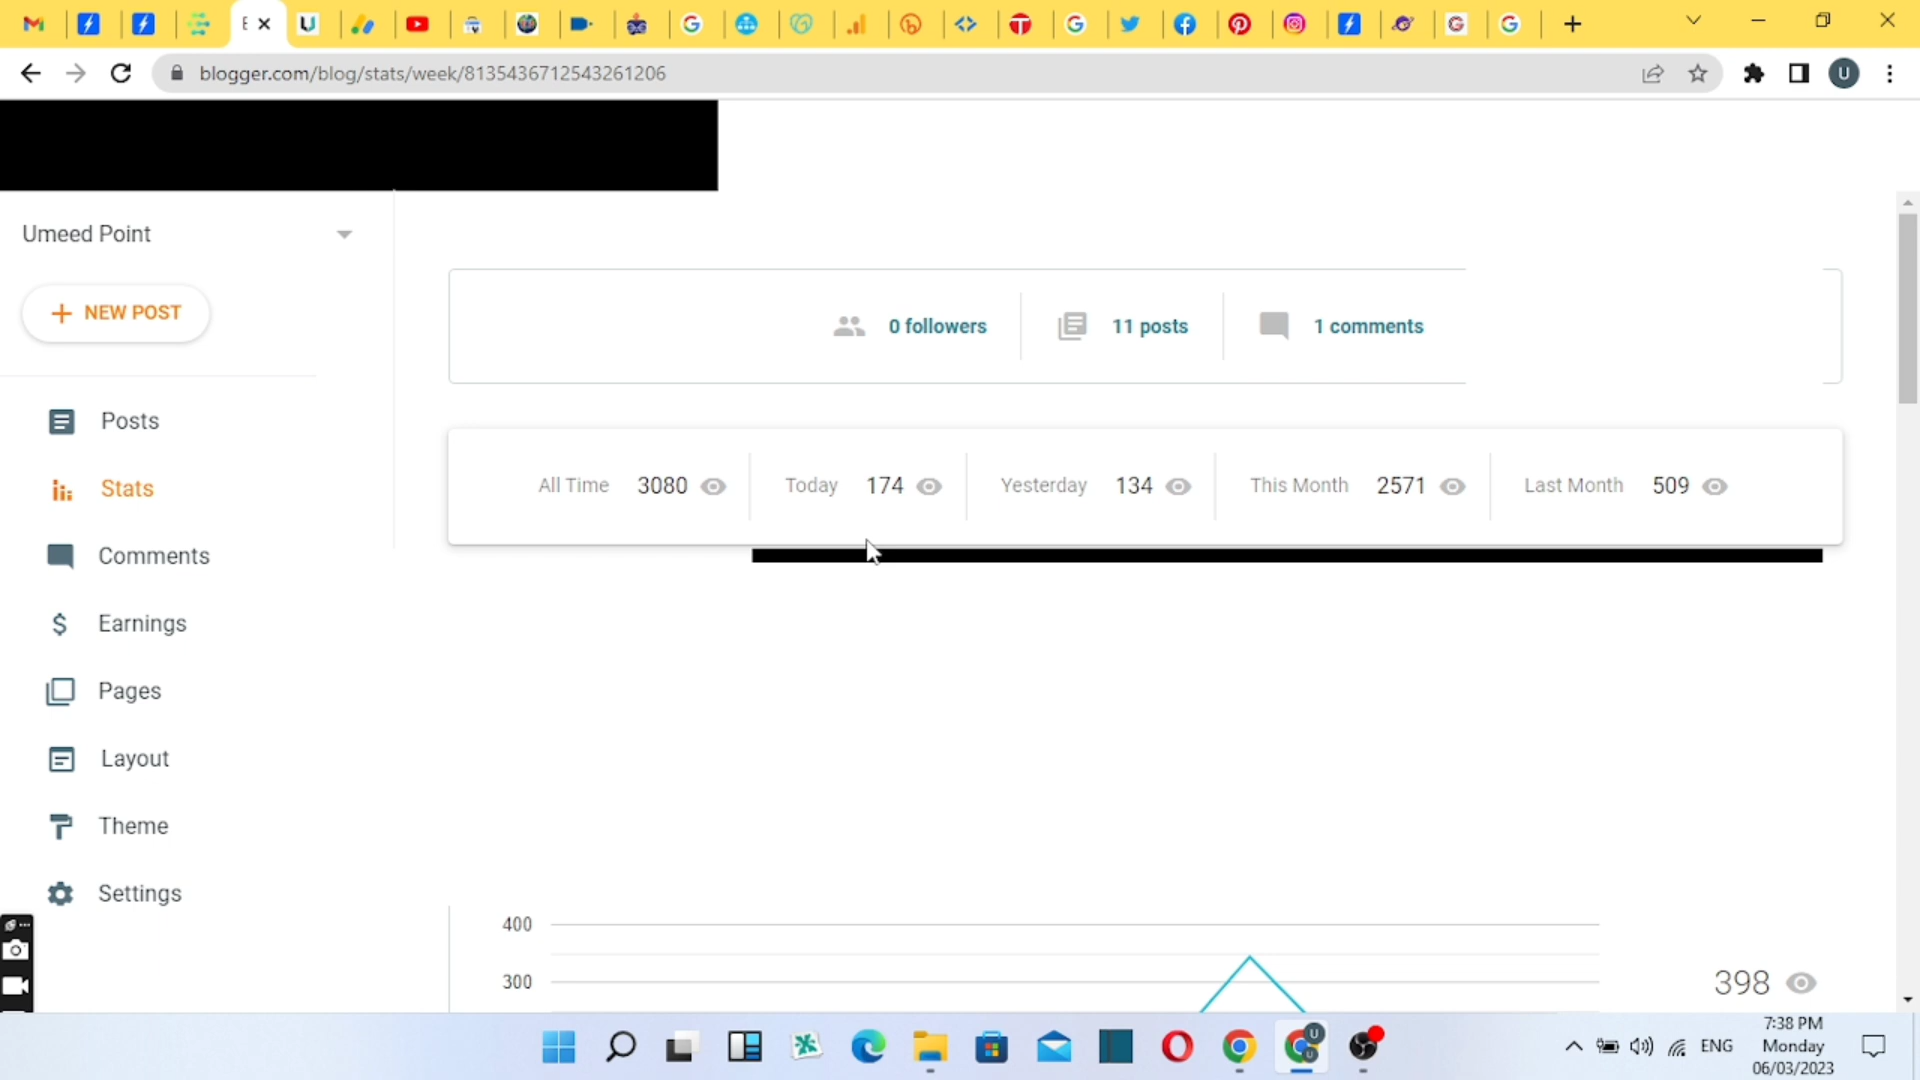 blogger.com/blog/stats/week/8135436712543261206
U
Umeed Point
+ NEW POST
0 followers
11 posts
1 comments
Posts
Stats
Comments
Earnings
Pages
Layout
Theme
Settings
All Time 3080
Today 174
Yesterday 134
This Month 2571
Last Month 509
400
300
398
ENG
7:38 PM
Monday
06/03/2023